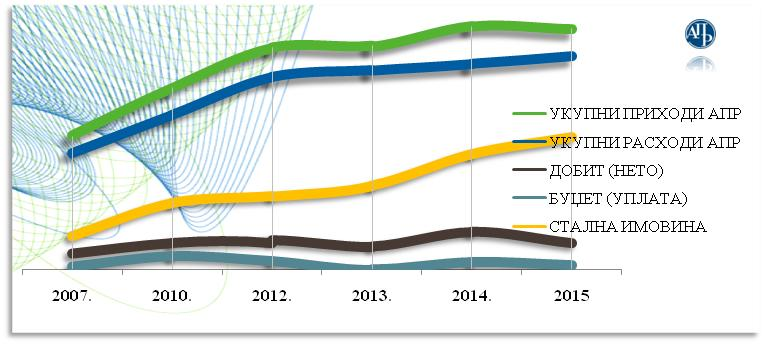 АПР
УКУПНИ ПРИХОДИ АПР
УКУПНИ РАСХОДИ АПР
ДОБИТ (НЕТО)
БУЏЕТ (УПЛАТА)
СТАЛНА ИМОВИНА
2007. 2010. 2012. 2013. 2014. 2015